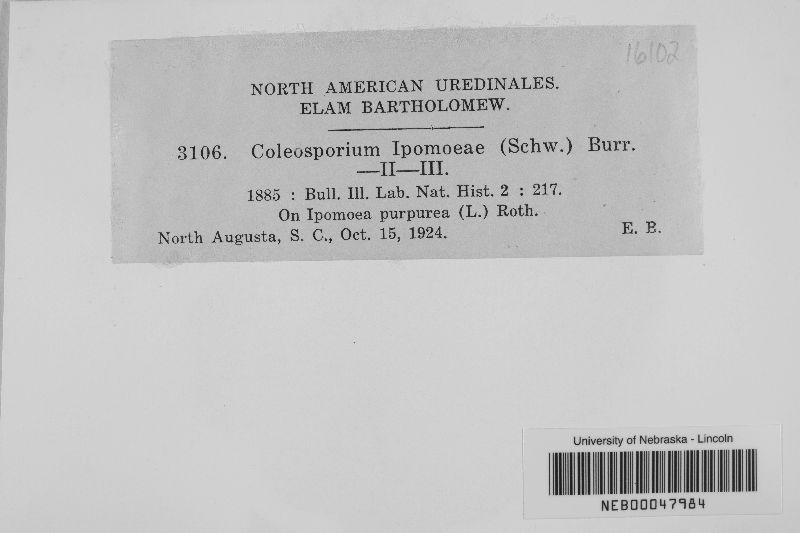 16102
NORTH AMERICAN UREDINALES.
ELAM BARTHOLOMEW.
3106. Coleosporium Ipomoeae (Schw.) Burr.
—II—III.
1885 : Bull. Ill. Lab. Nat. Hist. 2 : 217.
On Ipomoea purpurea (L.) Roth.
North Augusta, S. C., Oct. 15, 1924. E. B.
University of Nebraska - Lincoln
NEB00047984